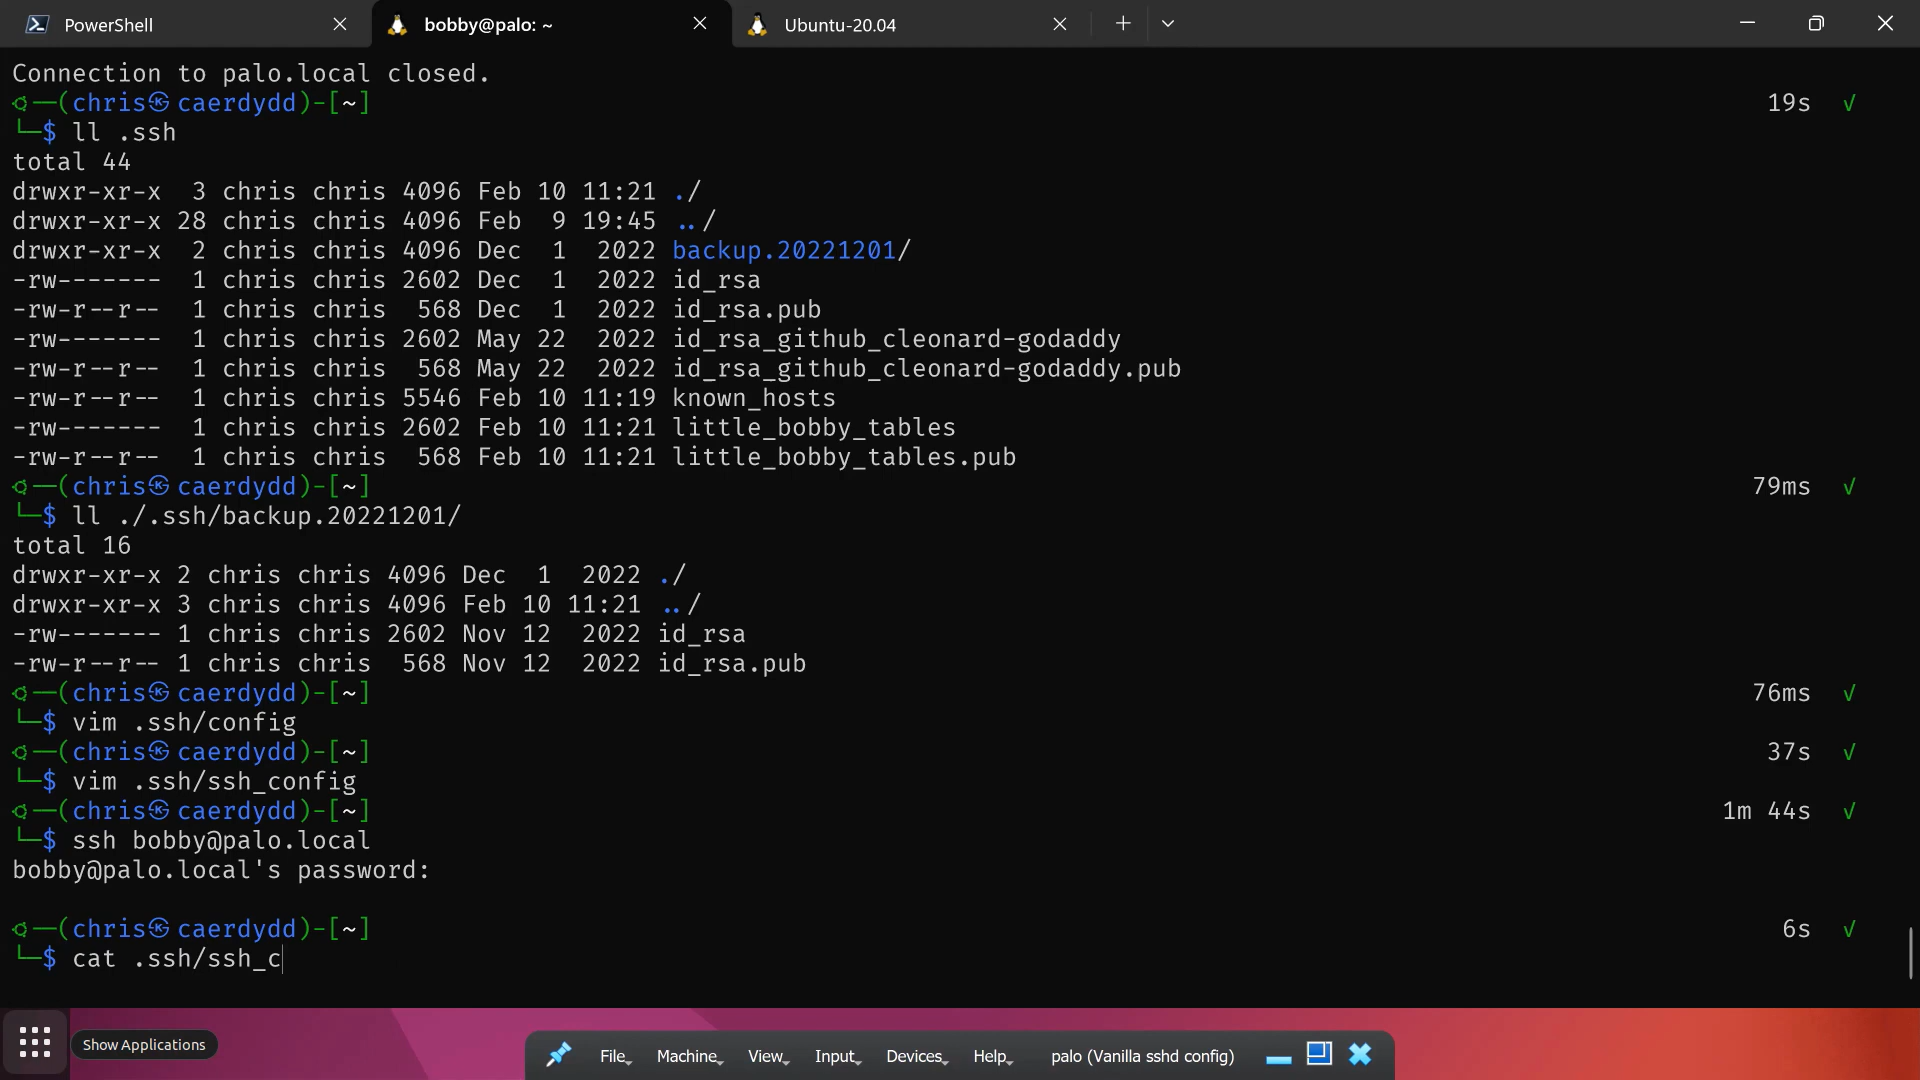 PowerShell
bobby@palo: ~
Ubuntu-20.04
Connection to palo.local closed.
(chris㉿caerdydd)-[~] 19s √
└─$ ll .ssh
total 44
drwxr-xr-x  3 chris chris 4096 Feb 10 11:21 ./
drwxr-xr-x 28 chris chris 4096 Feb  9 19:45 ../
drwxr-xr-x  2 chris chris 4096 Dec  1  2022 backup.20221201/
-rw-------  1 chris chris 2602 Dec  1  2022 id_rsa
-rw-r--r--  1 chris chris  568 Dec  1  2022 id_rsa.pub
-rw-------  1 chris chris 2602 May 22  2022 id_rsa_github_cleonard-godaddy
-rw-r--r--  1 chris chris  568 May 22  2022 id_rsa_github_cleonard-godaddy.pub
-rw-r--r--  1 chris chris 5546 Feb 10 11:19 known_hosts
-rw-------  1 chris chris 2602 Feb 10 11:21 little_bobby_tables
-rw-r--r--  1 chris chris  568 Feb 10 11:21 little_bobby_tables.pub
(chris㉿caerdydd)-[~] 79ms √
└─$ ll ./.ssh/backup.20221201/
total 16
drwxr-xr-x 2 chris chris 4096 Dec  1  2022 ./
drwxr-xr-x 3 chris chris 4096 Feb 10 11:21 ../
-rw------- 1 chris chris 2602 Nov 12  2022 id_rsa
-rw-r--r-- 1 chris chris  568 Nov 12  2022 id_rsa.pub
(chris㉿caerdydd)-[~] 76ms √
└─$ vim .ssh/config
(chris㉿caerdydd)-[~] 37s √
└─$ vim .ssh/ssh_config
(chris㉿caerdydd)-[~] 1m 44s √
└─$ ssh bobby@palo.local
bobby@palo.local's password:
(chris㉿caerdydd)-[~] 6s √
└─$ cat .ssh/ssh_c
Show Applications
File Machine View Input Devices Help palo (Vanilla sshd config)